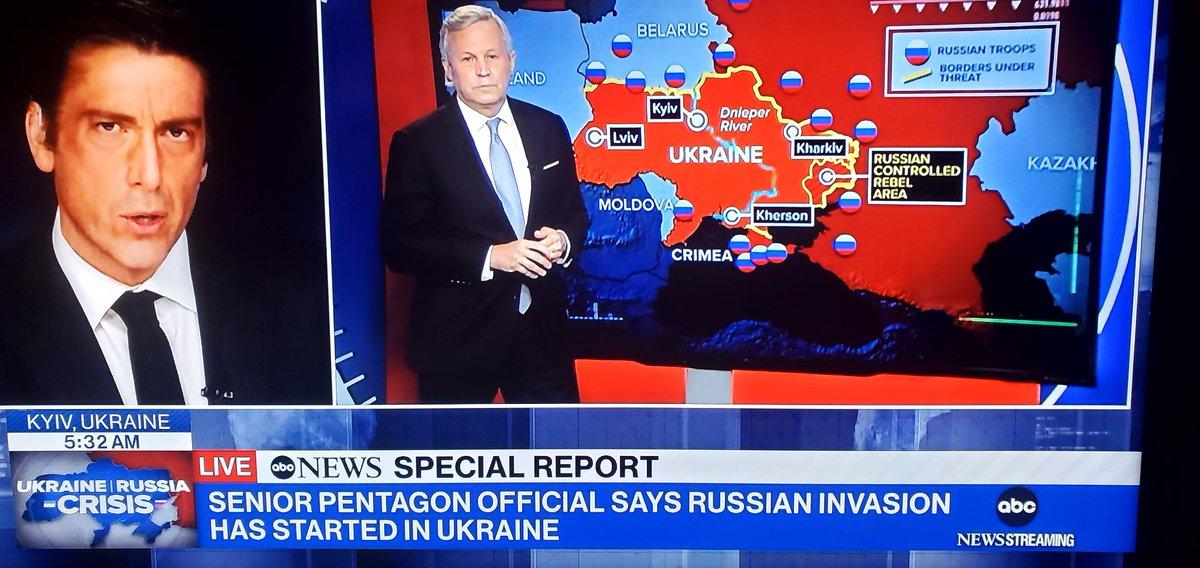 BELARUS
RUSSIAN TROOPS
BORDERS UNDER
THREAT
AND
Kyiv
Dnieper
River
Lviv
UKRAINE
Kharkiv
KAZAKH
RUSSIAN
CONTROLLED
REBEL
AREA
MOLDOVA
Kherson
CRIMEA
KYIV, UKRAINE
5:32 AM
LIVE
abc NEWS SPECIAL REPORT
UKRAINE | RUSSIA
-CRISIS-
SENIOR PENTAGON OFFICIAL SAYS RUSSIAN INVASION
HAS STARTED IN UKRAINE
abc
NEWS STREAMING